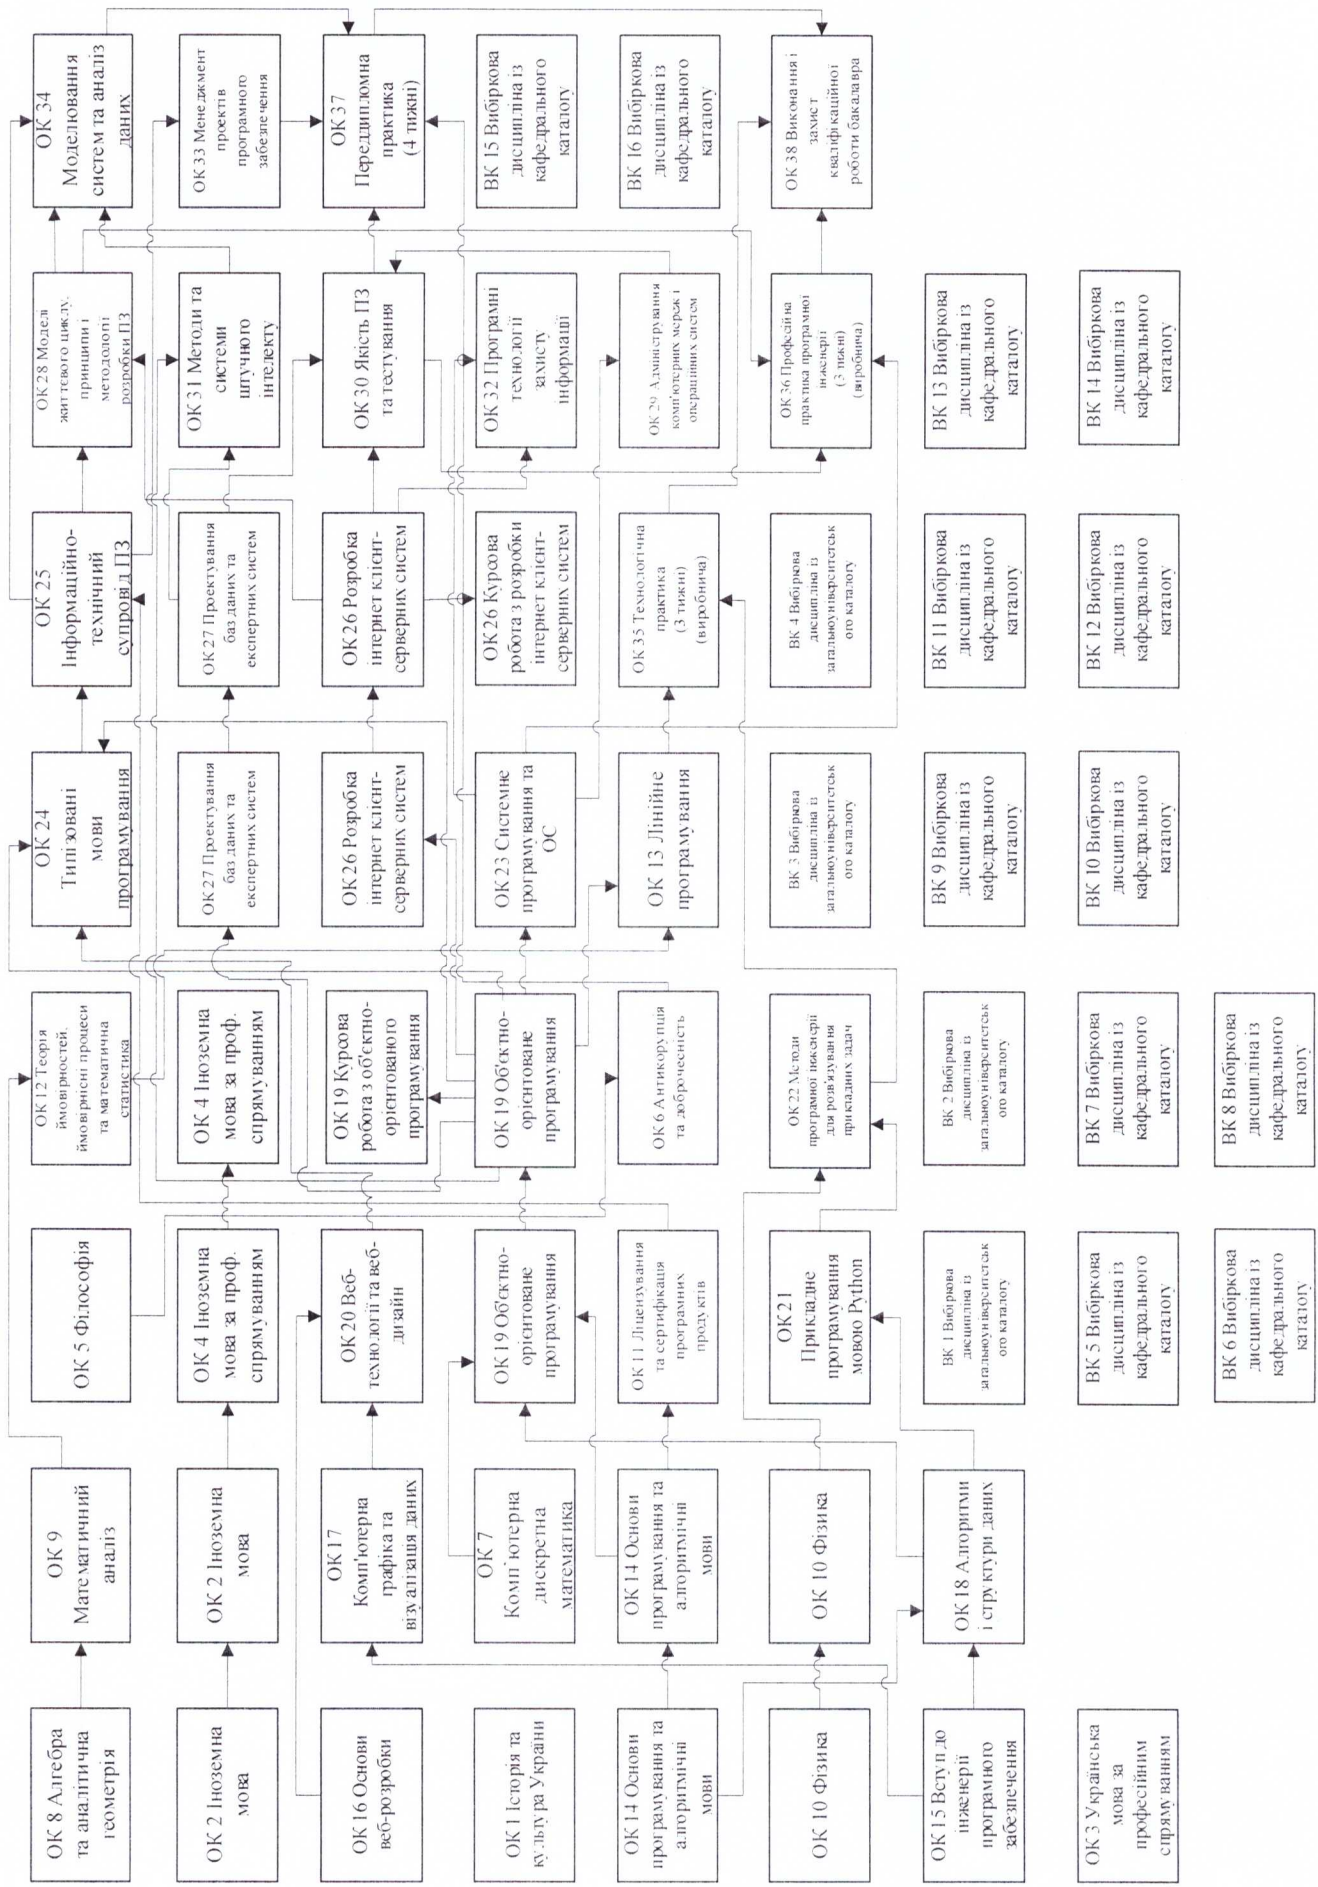 ОК 8 Алгебра
та аналітична
геометрія
ОК 2 Іноземна
мова
ОК 16 Основи
веб-розробки
ОК 1 Історія та
культура України
ОК 14 Основи
програмування та
алгоритмічні
мови
ОК 10 Фізика
ОК 15 Вступ до
інженерії
програмного
забезпечення
ОК 3 Українська
мова за
професійним
спрямуванням
ОК 9
Математичний
аналіз
ОК 2 Іноземна
мова
ОК 17
Комп'ютерна
графіка та
візуалізація даних
ОК 7
Комп`ютерна
дискретна
математика
ОК 14 Основи
програмування та
алгоритмічні
мови
ОК 10 Фізика
ОК 18 Алгоритми
і структури даних
ОК 5 Філософія
ОК 4 Іноземна
мова за проф.
спрямуванням
ОК 20 Веб-
технології та веб-
дизайн
ОК 19 Об'єктно-
орієнтоване
програмування
ОК 11 Ліцензування
та сертифікація
програмних
продуктів
ОК21
Прикладне
програмування
мовою Python
ВК 1 Вибіркова
дисципліна із
загальноуніверситетськ
ого каталогу
ВК 5 Вибіркова
дисципліна із
кафедрального
каталогу
ВК 6 Вибіркова
дисципліна із
кафедрального
каталогу
ОК 12 Теорія
ймовірностей,
ймовірнісні процеси
та математична
статистика
ОК 4 Іноземна
мова за проф.
спрямуванням
ОК 19 Курсова
робота з об'єктно-
орієнтованого
програмування
ОК 19 Об'єктно-
орієнтоване
програмування
ОК 6 Антикорупція
та доброчесність
ОК 22 Методи
програмної інженерії
для розв'язування
прикладних задач
ВК 2 Вибіркова
дисципліна із
загальноуніверситетськ
ого каталогу
ВК 7 Вибіркова
дисципліна із
кафедрального
каталогу
ВК 8 Вибіркова
дисципліна із
кафедрального
каталогу
ОК 24
Типізовані
мови
програмування
ОК 27 Проектування
баз даних та
експертних систем
ОК 26 Розробка
інтернет клієнт-
серверних систем
ОК 23 Системне
програмування та
ОС
ОК 13 Лінійне
програмування
ВК 3 Вибіркова
дисципліна із
загальноуніверситетськ
ого каталогу
ВК 9 Вибіркова
дисципліна із
кафедрального
каталогу
ВК 10 Вибіркова
дисципліна із
кафедрального
каталогу
ОК 25
Інформаційно-
технічний
супровід ПЗ
ОК 27 Проектування
баз даних та
експертних систем
ОК 26 Розробка
інтернет клієнт-
серверних систем
ОК 26 Курсова
робота з розробки
інтернет клієнт-
серверних систем
ОК 35 Технологічна
практика
(3 тижні)
(виробнича)
ВК 4 Вибіркова
дисципліна із
загальноуніверситетськ
ого каталогу
ВК 11 Вибіркова
дисципліна із
кафедрального
каталогу
ВК 12 Вибіркова
дисципліна із
кафедрального
каталогу
ОК 28 Моделі
життєвого циклу,
принципи і
методології
розробки ПЗ
ОК 31 Методи та
системи
штучного
інтелекту
ОК 30 Якість ПЗ
та тестування
ОК 32 Програмні
технології
захисту
інформації
ОК 29 Адміністрування
комп'ютерних мереж і
операційних систем
ОК 36 Професійна
практика програмної
інженерії
(3 тижні)
(виробнича)
ВК 13 Вибіркова
дисципліна із
кафедрального
каталогу
ВК 14 Вибіркова
дисципліна із
кафедрального
каталогу
ОК 34
Моделювання
систем та аналіз
даних
ОК 33 Менеджмент
проектів
програмного
забезпечення
ОК 37
Переддипломна
практика
(4 тижні)
ВК 15 Вибіркова
дисципліна із
кафедрального
каталогу
ВК 16 Вибіркова
дисципліна із
кафедрального
каталогу
ОК 38 Виконання і
захист
кваліфікаційної
роботи бакалавра